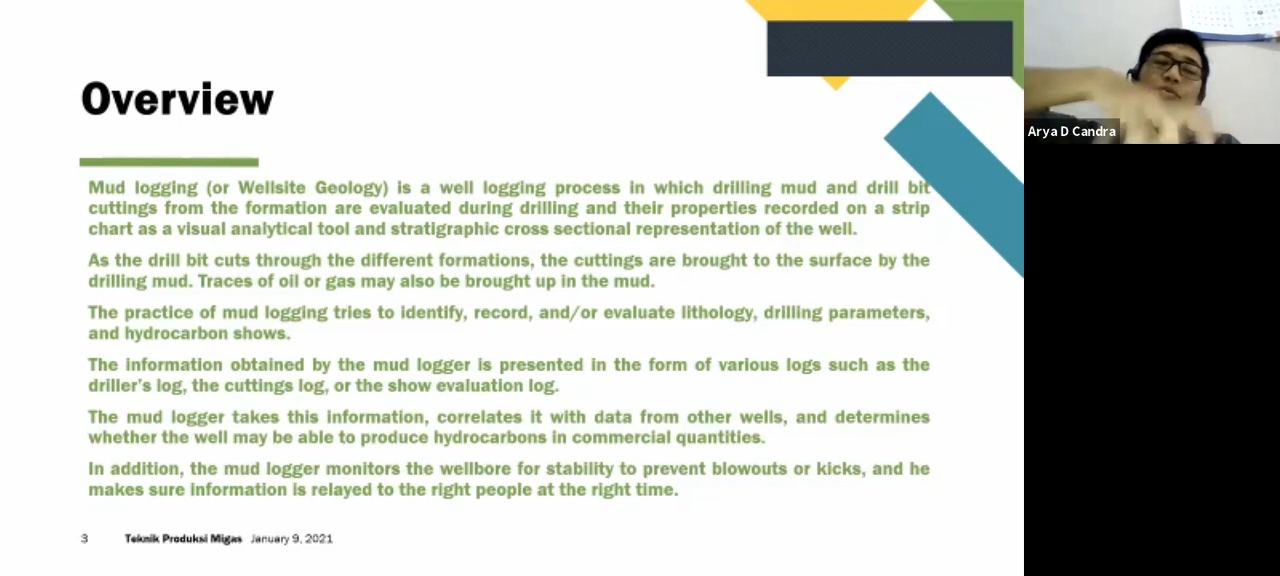 Overview
Mud logging (or Wellsite Geology) is a well logging process in which drilling mud and drill bit
cuttings from the formation are evaluated during drilling and their properties recorded on a strip
chart as a visual analytical tool and stratigraphic cross sectional representation of the well.
As the drill bit cuts through the different formations, the cuttings are brought to the surface by the
drilling mud. Traces of oil or gas may also be brought up in the mud.
The practice of mud logging tries to identify, record, and/or evaluate lithology, drilling parameters,
and hydrocarbon shows.
The information obtained by the mud logger is presented in the form of various logs such as the
driller's log, the cuttings log, or the show evaluation log.
The mud logger takes this information, correlates it with data from other wells, and determines
whether the well may be able to produce hydrocarbons in commercial quantities.
In addition, the mud logger monitors the wellbore for stability to prevent blowouts or kicks, and he
makes sure information is relayed to the right people at the right time.
3 Teknik Produksi Migas January 9, 2021
Arya D Candra